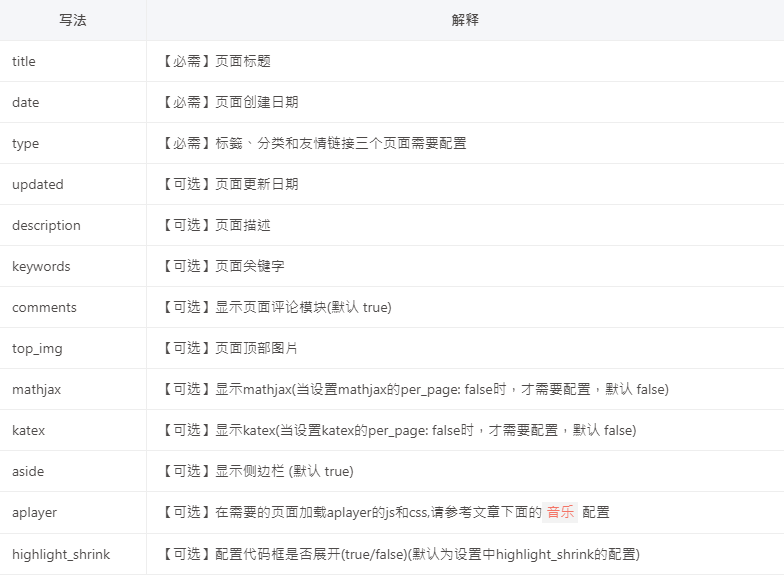 写法 解释
title 【必需】页面标题
date 【必需】页面创建日期
type 【必需】标籤、分类和友情链接三个页面需要配置
updated 【可选】页面更新日期
description 【可选】页面描述
keywords 【可选】页面关键字
comments 【可选】显示页面评论模块(默认 true)
top_img 【可选】页面顶部图片
mathjax 【可选】显示mathjax(当设置mathjax的per_page: false时，才需要配置，默认 false)
katex 【可选】显示katex(当设置katex的per_page: false时，才需要配置，默认 false)
aside 【可选】显示侧边栏 (默认 true)
aplayer 【可选】在需要的页面加载aplayer的js和css,请参考文章下面的 音乐 配置
highlight_shrink 【可选】配置代码框是否展开(true/false)(默认为设置中highlight_shrink的配置)